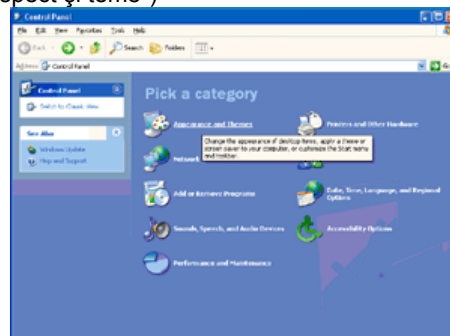 Control Panel
File Edit View Favorites Tools Help
Back Search Folders
Address Control Panel Go
Control Panel
Switch to Classic View
See Also
Windows Update
Help and Support
Pick a category
Appearance and Themes
Printers and Other Hardware
Change the appearance of desktop items, apply a theme or
screen saver to your computer, or customize the Start menu
and taskbar.
Network
Add or Remove Programs
Date, Time, Language, and Regional
Options
Sounds, Speech, and Audio Devices
Accessibility Options
Performance and Maintenance